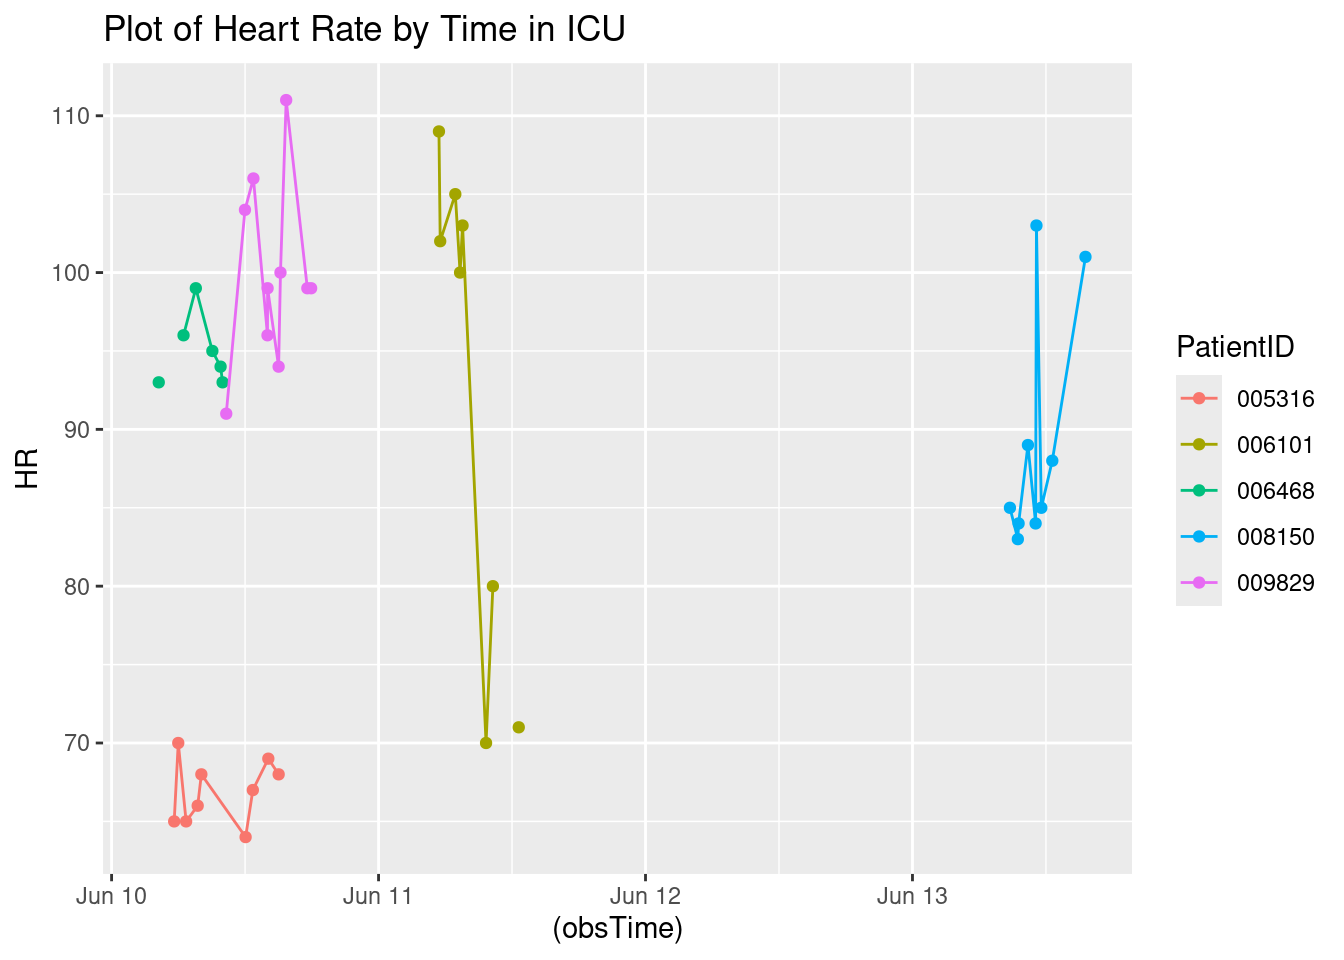 Plot of Heart Rate by Time in ICU
110
100
90
80
70
HR
Jun 10 Jun 11 Jun 12 Jun 13
(obsTime)
PatientID
005316
006101
006468
008150
009829